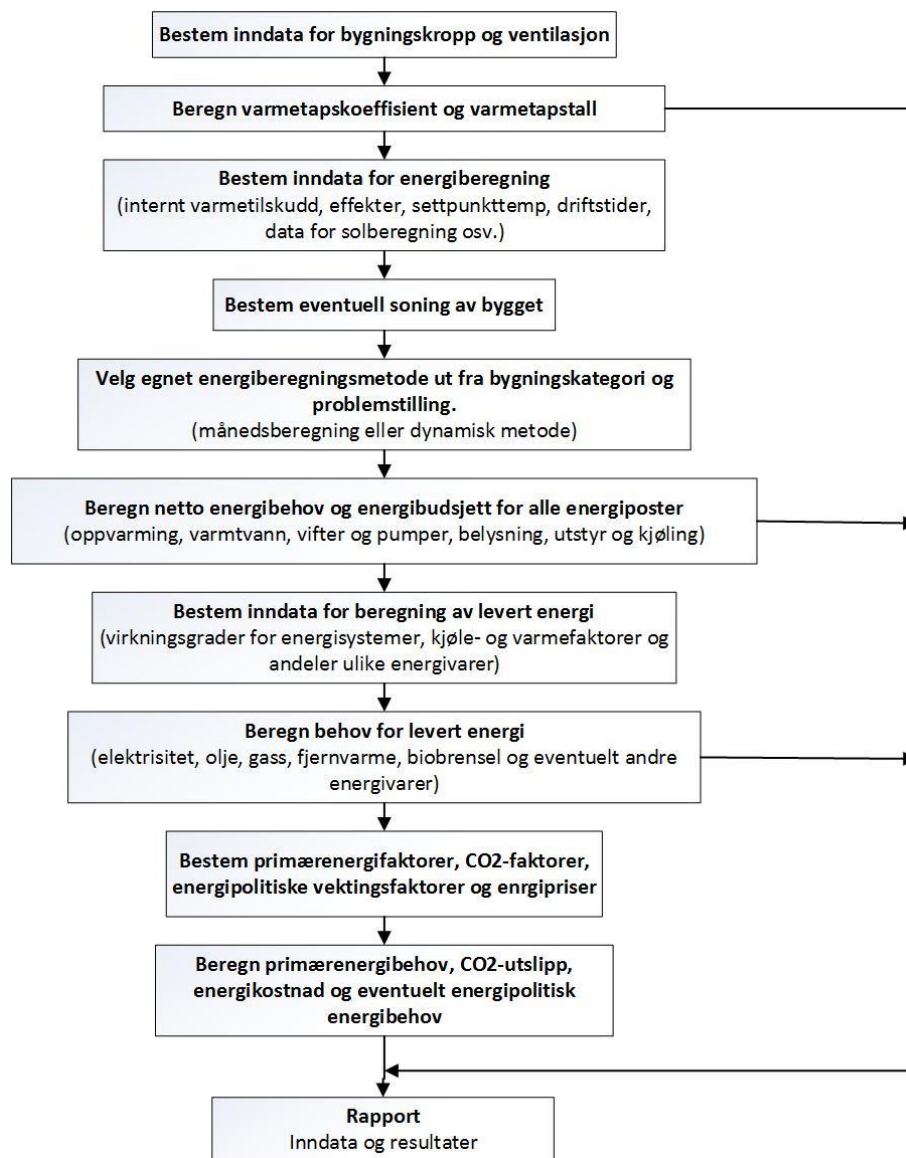 Bestem inndata for bygningskropp og ventilasjon
Beregn varmetapskoeffisient og varmetapstall
Bestem inndata for energiberegning
(internt varmetilskudd, effekter, settpunkttemp, driftstider,
data for solberegning osv.)
Bestem eventuell soning av bygget
Velg egnet energiberegningsmetode ut fra bygningskategori og
problemstilling.
(månedsberegning eller dynamisk metode)
Beregn netto energibehov og energibudsjett for alle energiposter
(oppvarming, varmtvann, vifter og pumper, belysning, utstyr og kjøling)
Bestem inndata for beregning av levert energi
(virkningsgrader for energisystemer, kjøle- og varmefaktorer og
andeler ulike energivarer)
Beregn behov for levert energi
(elektrisitet, olje, gass, fjernvarme, biobrensel og eventuelt andre
energivarer)
Bestem primærenergifaktorer, CO2-faktorer,
energipolitiske vektingsfaktorer og enrgipriser
Beregn primærenergibehov, CO2-utslipp,
energikostnad og eventuelt energipolitisk
energibehov
Rapport
Inndata og resultater